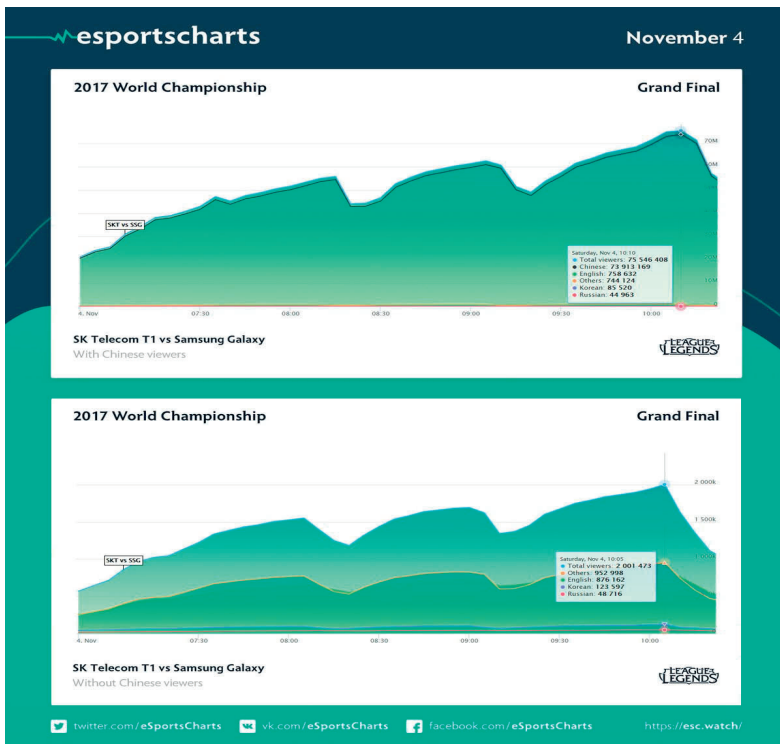 esportscharts
November 4
2017 World Championship
Grand Final
70M
SKT vs SSG
Saturday, Nov 4, 10:10
Total viewers: 75 546 408
Chinese: 73 913 169
English: 758 632
Others: 744 124
Korean: 85 520
Russian: 44 963
4. Nov 07:30 08:00 08:30 09:00 09:30 10:00
SK Telecom T1 vs Samsung Galaxy
With Chinese viewers
LEAGUE of LEGENDS
2017 World Championship
Grand Final
2 000k
1 500k
SKT vs SSG
Saturday, Nov 4, 10:05
Total viewers: 2 001 473
Others: 952 998
English: 876 162
Korean: 123 597
Russian: 48 716
4. Nov 07:30 08:00 08:30 09:00 09:30 10:00
SK Telecom T1 vs Samsung Galaxy
Without Chinese viewers
LEAGUE of LEGENDS
twitter.com/eSportsCharts vk.com/eSportsCharts facebook.com/eSportsCharts https://esc.watch/